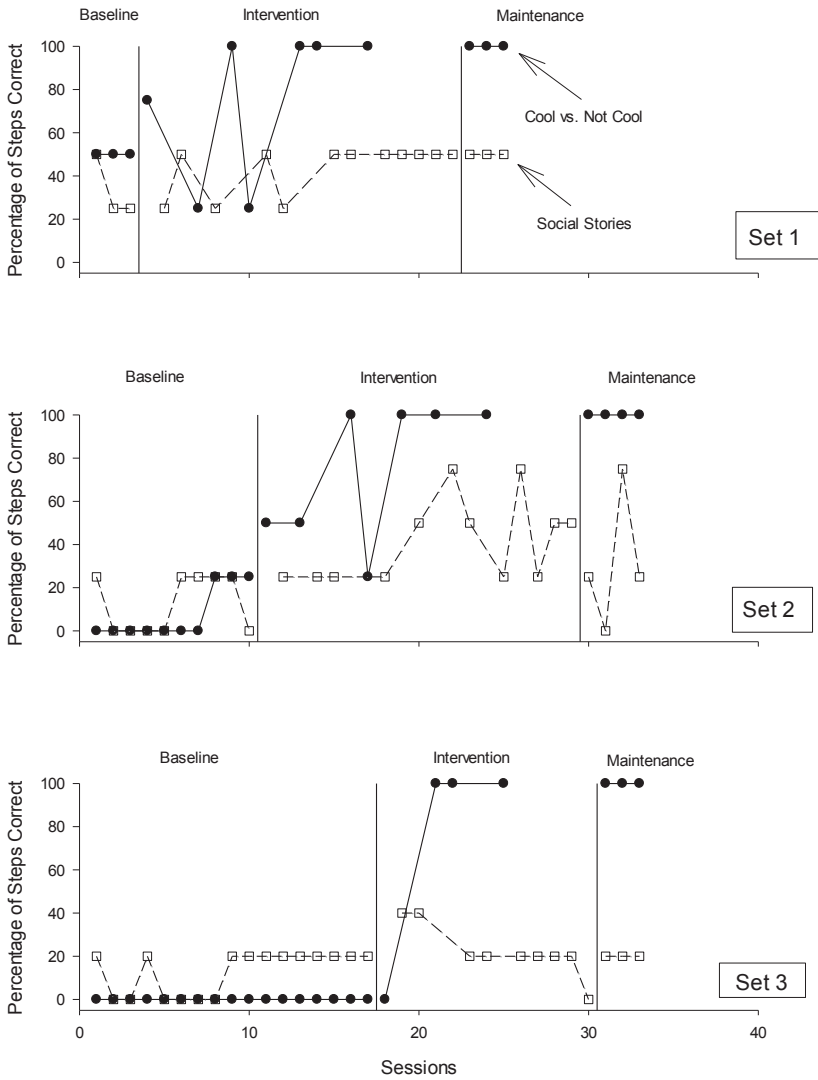 Baseline Intervention Maintenance
Percentage of Steps Correct
100
80
60
40
20
0
Cool vs. Not Cool
Social Stories
Set 1
Baseline Intervention Maintenance
Percentage of Steps Correct
100
80
60
40
20
0
Set 2
Baseline Intervention Maintenance
Percentage of Steps Correct
100
80
60
40
20
0
Set 3
0 10 20 30 40
Sessions